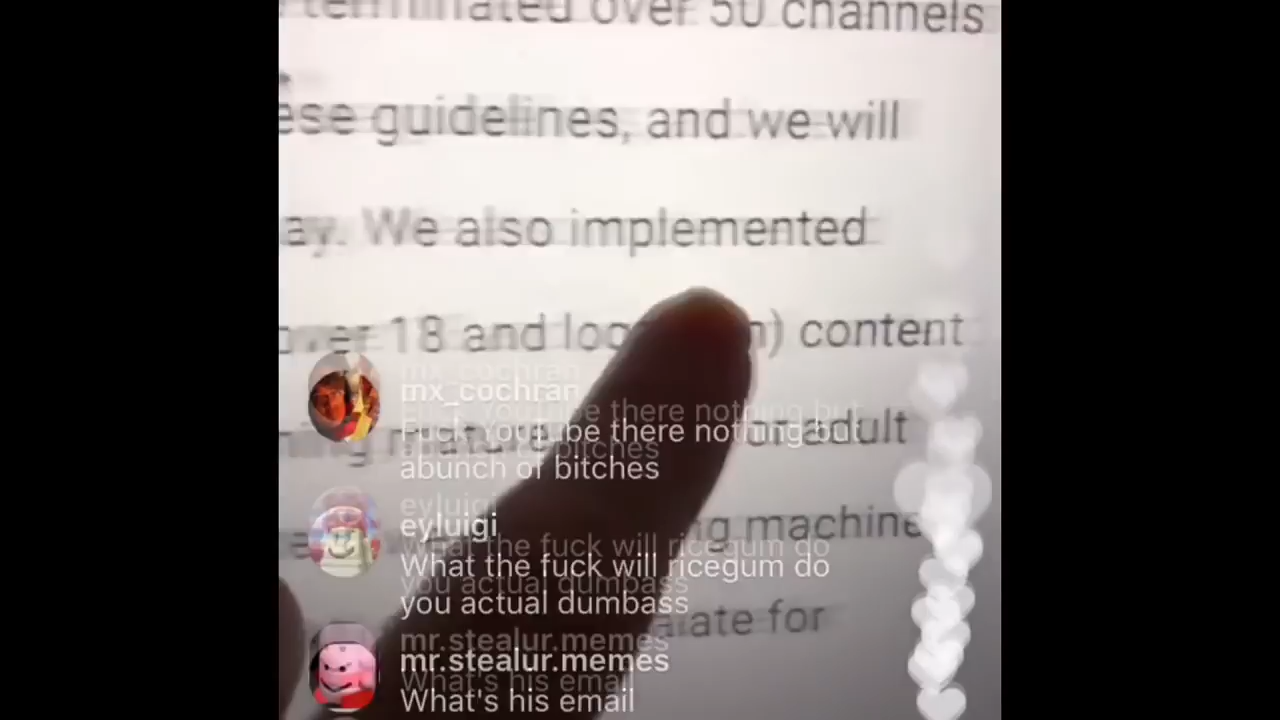 terminated over 50 channels
ese guidelines, and we will
ay. We also implemented
over 18 and content
adult
machine
for
mx_cochran
Fuck youtube there nothing but
abunch of bitches
eyluigi
What the fuck will ricegum do
you actual dumbass
mr.stealur.memes
What's his email